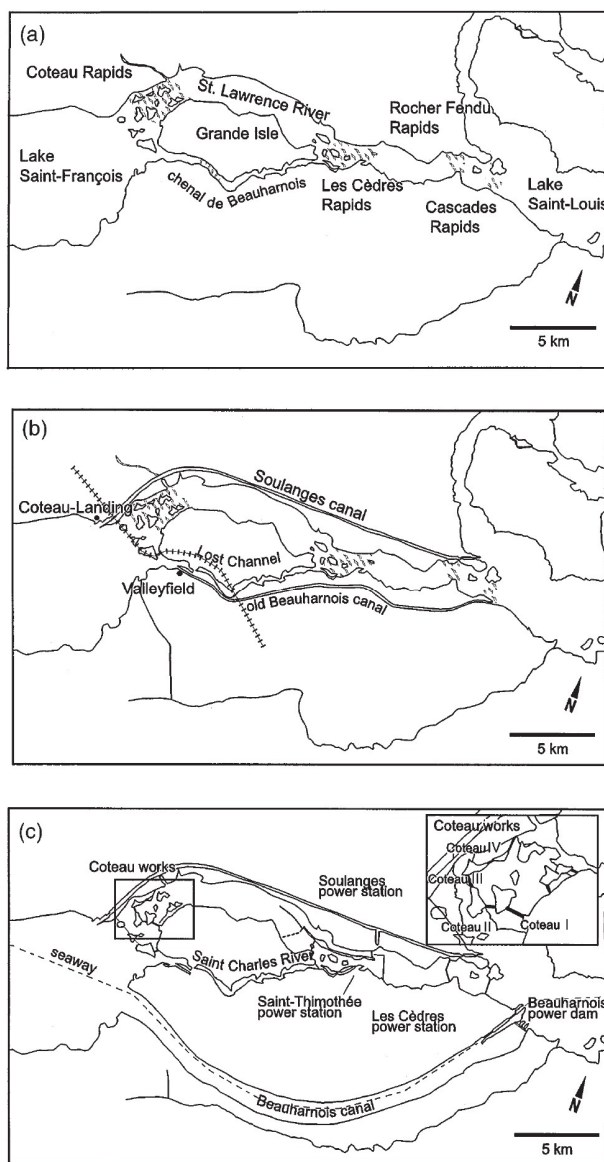 (a)
Coteau Rapids
St. Lawrence River
Rocher Fendu
Rapids
Grande Isle
Lake
Saint-François
chenal de Beauharnois
Les Cèdres
Rapids
Cascades
Rapids
Lake
Saint-Louis
N
5 km
(b)
Soulanges canal
Coteau-Landing
Lost Channel
Valleyfield
old Beauharnois canal
N
5 km
(c)
Coteau works
Coteau works
Coteau IV
Coteau III
Coteau II
Coteau I
Soulanges
power station
seaway
Saint Charles River
Saint-Thimothée
power station
Les Cèdres
power station
Beauharnois
power dam
Beauharnois canal
N
5 km